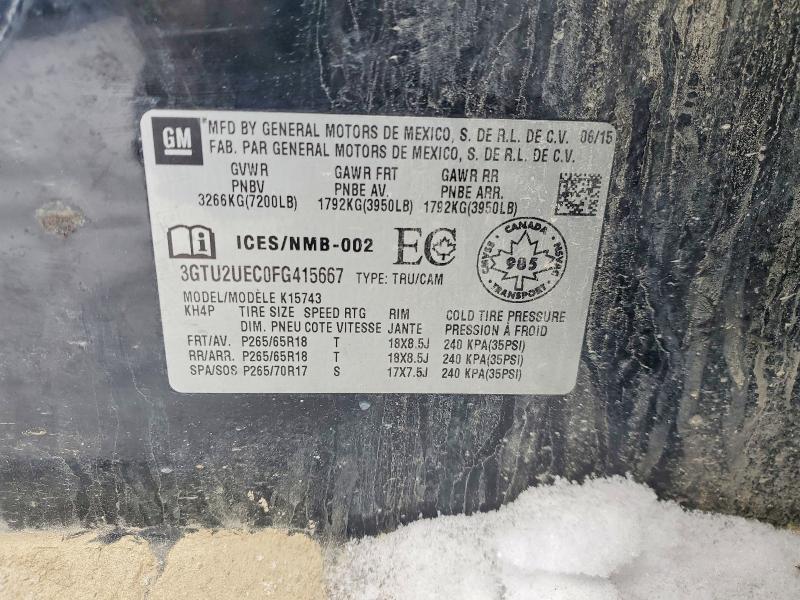 GM
MFD BY GENERAL MOTORS DE MEXICO, S. DE R.L. DE C.V. 06/15
FAB. PAR GENERAL MOTORS DE MEXICO, S. DE R.L. DE C.V.
GVWR GAWR FRT GAWR RR
PNBV PNBE AV. PNBE ARR.
3266KG(7200LB) 1792KG(3950LB) 1792KG(3950LB)
i ICES/NMB-002 EC
CANADA
985
TRANSPORT
3GTU2UEC0FG415667 TYPE: TRU/CAM
MODEL/MODÈLE K15743
KH4P TIRE SIZE SPEED RTG RIM COLD TIRE PRESSURE
DIM. PNEU COTE VITESSE JANTE PRESSION À FROID
FRT/AV. P265/65R18 T 18X8.5J 240 KPA(35PSI)
RR/ARR. P265/65R18 T 18X8.5J 240 KPA(35PSI)
SPA/SOS P265/70R17 S 17X7.5J 240 KPA(35PSI)